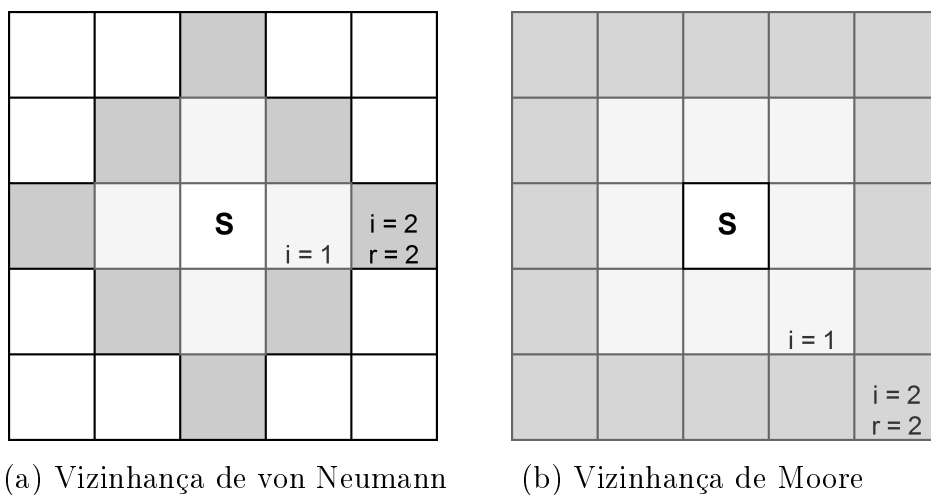 S
i = 1
i = 2
r = 2
(a) Vizinhança de von Neumann
S
i = 1
i = 2
r = 2
(b) Vizinhança de Moore